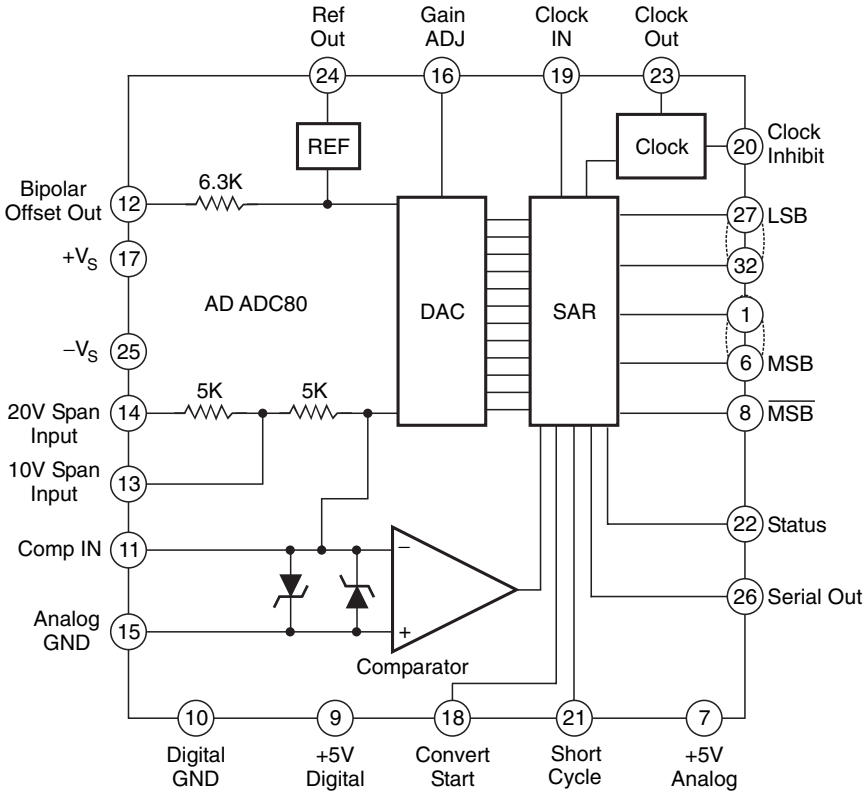 Ref
Out
Gain
ADJ
Clock
IN
Clock
Out
24
16
19
23
REF
Clock
20
Clock
Inhibit
Bipolar
Offset Out
12
6.3K
27
LSB
+V_S
17
32
AD ADC80
DAC
SAR
1
–V_S
25
6
MSB
20V Span
Input
14
5K
5K
8
M̅S̅B̅
10V Span
Input
13
22
Status
Comp IN
11
–
26
Serial Out
Analog
GND
15
+
Comparator
10
9
18
21
7
Digital
GND
+5V
Digital
Convert
Start
Short
Cycle
+5V
Analog